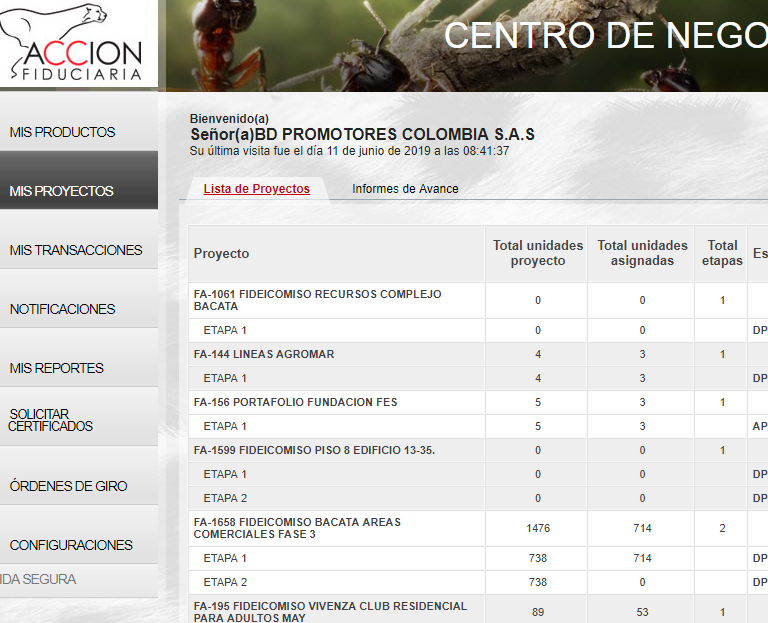 ACCION
FIDUCIARIA
CENTRO DE NEGO
MIS PRODUCTOS
MIS PROYECTOS
MIS TRANSACCIONES
NOTIFICACIONES
MIS REPORTES
SOLICITAR
CERTIFICADOS
ÓRDENES DE GIRO
CONFIGURACIONES
IDA SEGURA
Bienvenido(a)
Señor(a)BD PROMOTORES COLOMBIA S.A.S
Su última visita fue el día 11 de junio de 2019 a las 08:41:37
Lista de Proyectos Informes de Avance
Proyecto Total unidades proyecto Total unidades asignadas Total etapas Es
FA-1061 FIDEICOMISO RECURSOS COMPLEJO
BACATA 0 0 1
ETAPA 1 0 0 DP
FA-144 LINEAS AGROMAR 4 3 1
ETAPA 1 4 3 DP
FA-156 PORTAFOLIO FUNDACION FES 5 3 1
ETAPA 1 5 3 AP
FA-1599 FIDEICOMISO PISO 8 EDIFICIO 13-35. 0 0 1
ETAPA 1 0 0 DP
ETAPA 2 0 0 DP
FA-1658 FIDEICOMISO BACATA AREAS
COMERCIALES FASE 3 1476 714 2
ETAPA 1 738 714 DP
ETAPA 2 738 0 DP
FA-195 FIDEICOMISO VIVENZA CLUB RESIDENCIAL
PARA ADULTOS MAY 89 53 1